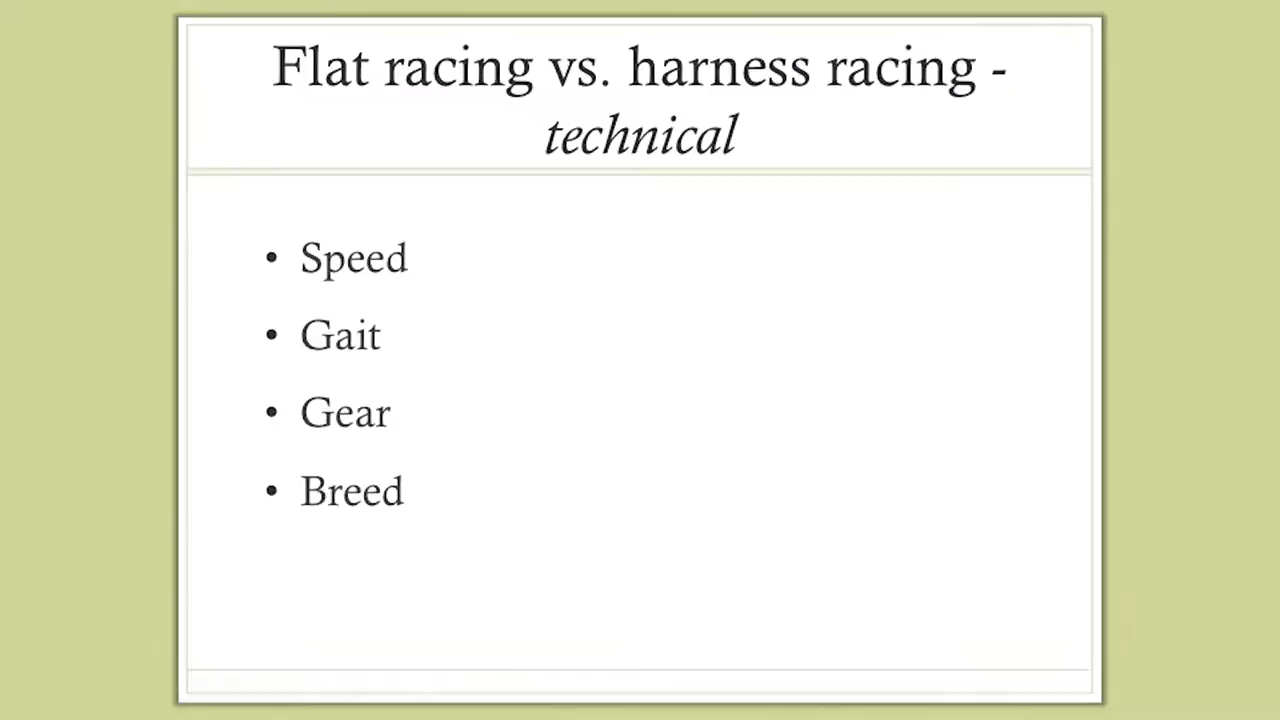 Flat racing vs. harness racing -
technical
• Speed
• Gait
• Gear
• Breed